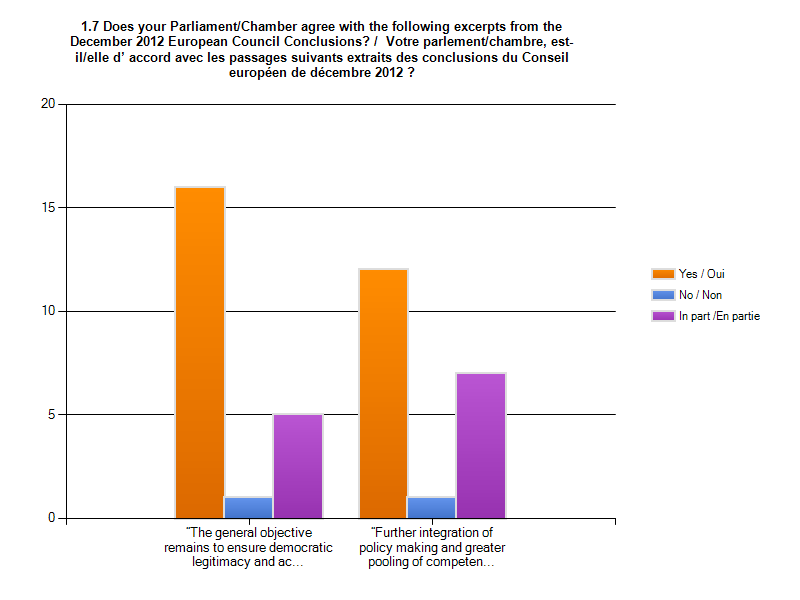 1.7 Does your Parliament/Chamber agree with the following excerpts from the
December 2012 European Council Conclusions? /  Votre parlement/chambre, est-
il/elle d’ accord avec les passages suivants extraits des conclusions du Conseil
européen de décembre 2012 ?
20
15
10
5
0
Yes / Oui
No / Non
In part /En partie
“The general objective
remains to ensure democratic
legitimacy and ac...
“Further integration of
policy making and greater
pooling of competen...